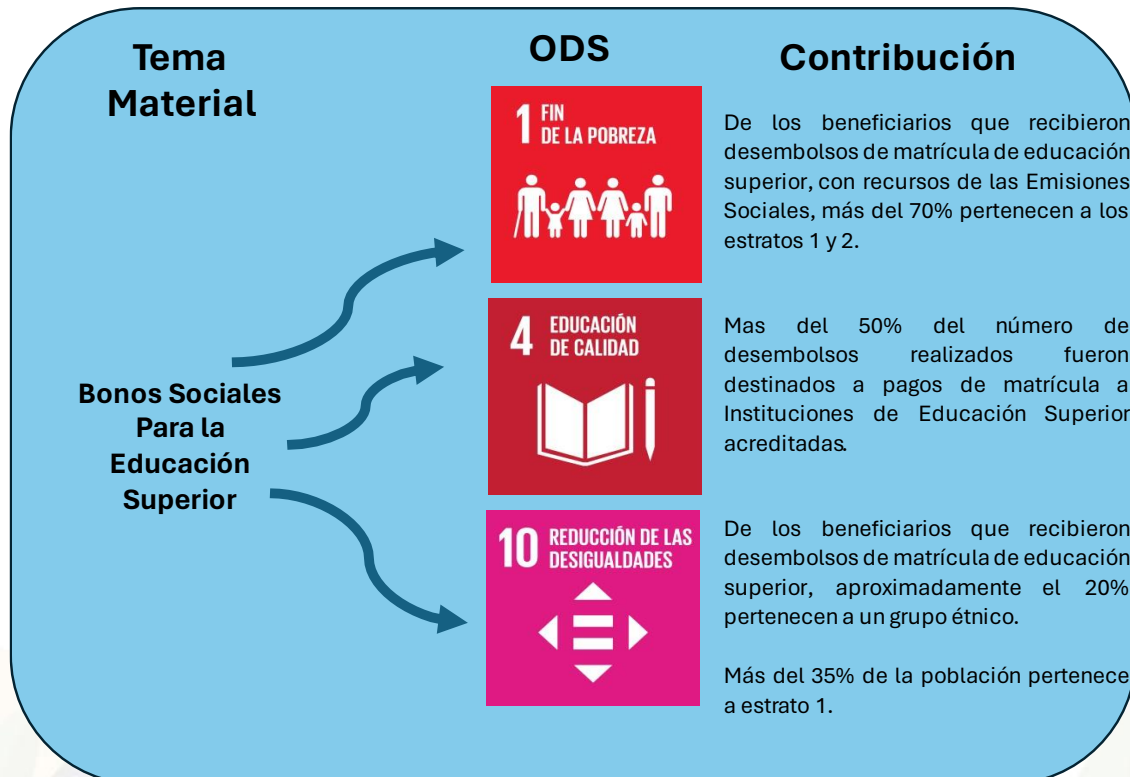 Tema
Material
ODS
Contribución
Bonos Sociales
Para la
Educación
Superior
1 FIN
DE LA POBREZA
De los beneficiarios que recibieron
desembolsos de matrícula de educación
superior, con recursos de las Emisiones
Sociales, más del 70% pertenecen a los
estratos 1 y 2.
4 EDUCACIÓN
DE CALIDAD
Mas del 50% del número de
desembolsos realizados fueron
destinados a pagos de matrícula a
Instituciones de Educación Superior
acreditadas.
10 REDUCCIÓN DE LAS
DESIGUALDADES
De los beneficiarios que recibieron
desembolsos de matrícula de educación
superior, aproximadamente el 20%
pertenecen a un grupo étnico.
Más del 35% de la población pertenece
a estrato 1.